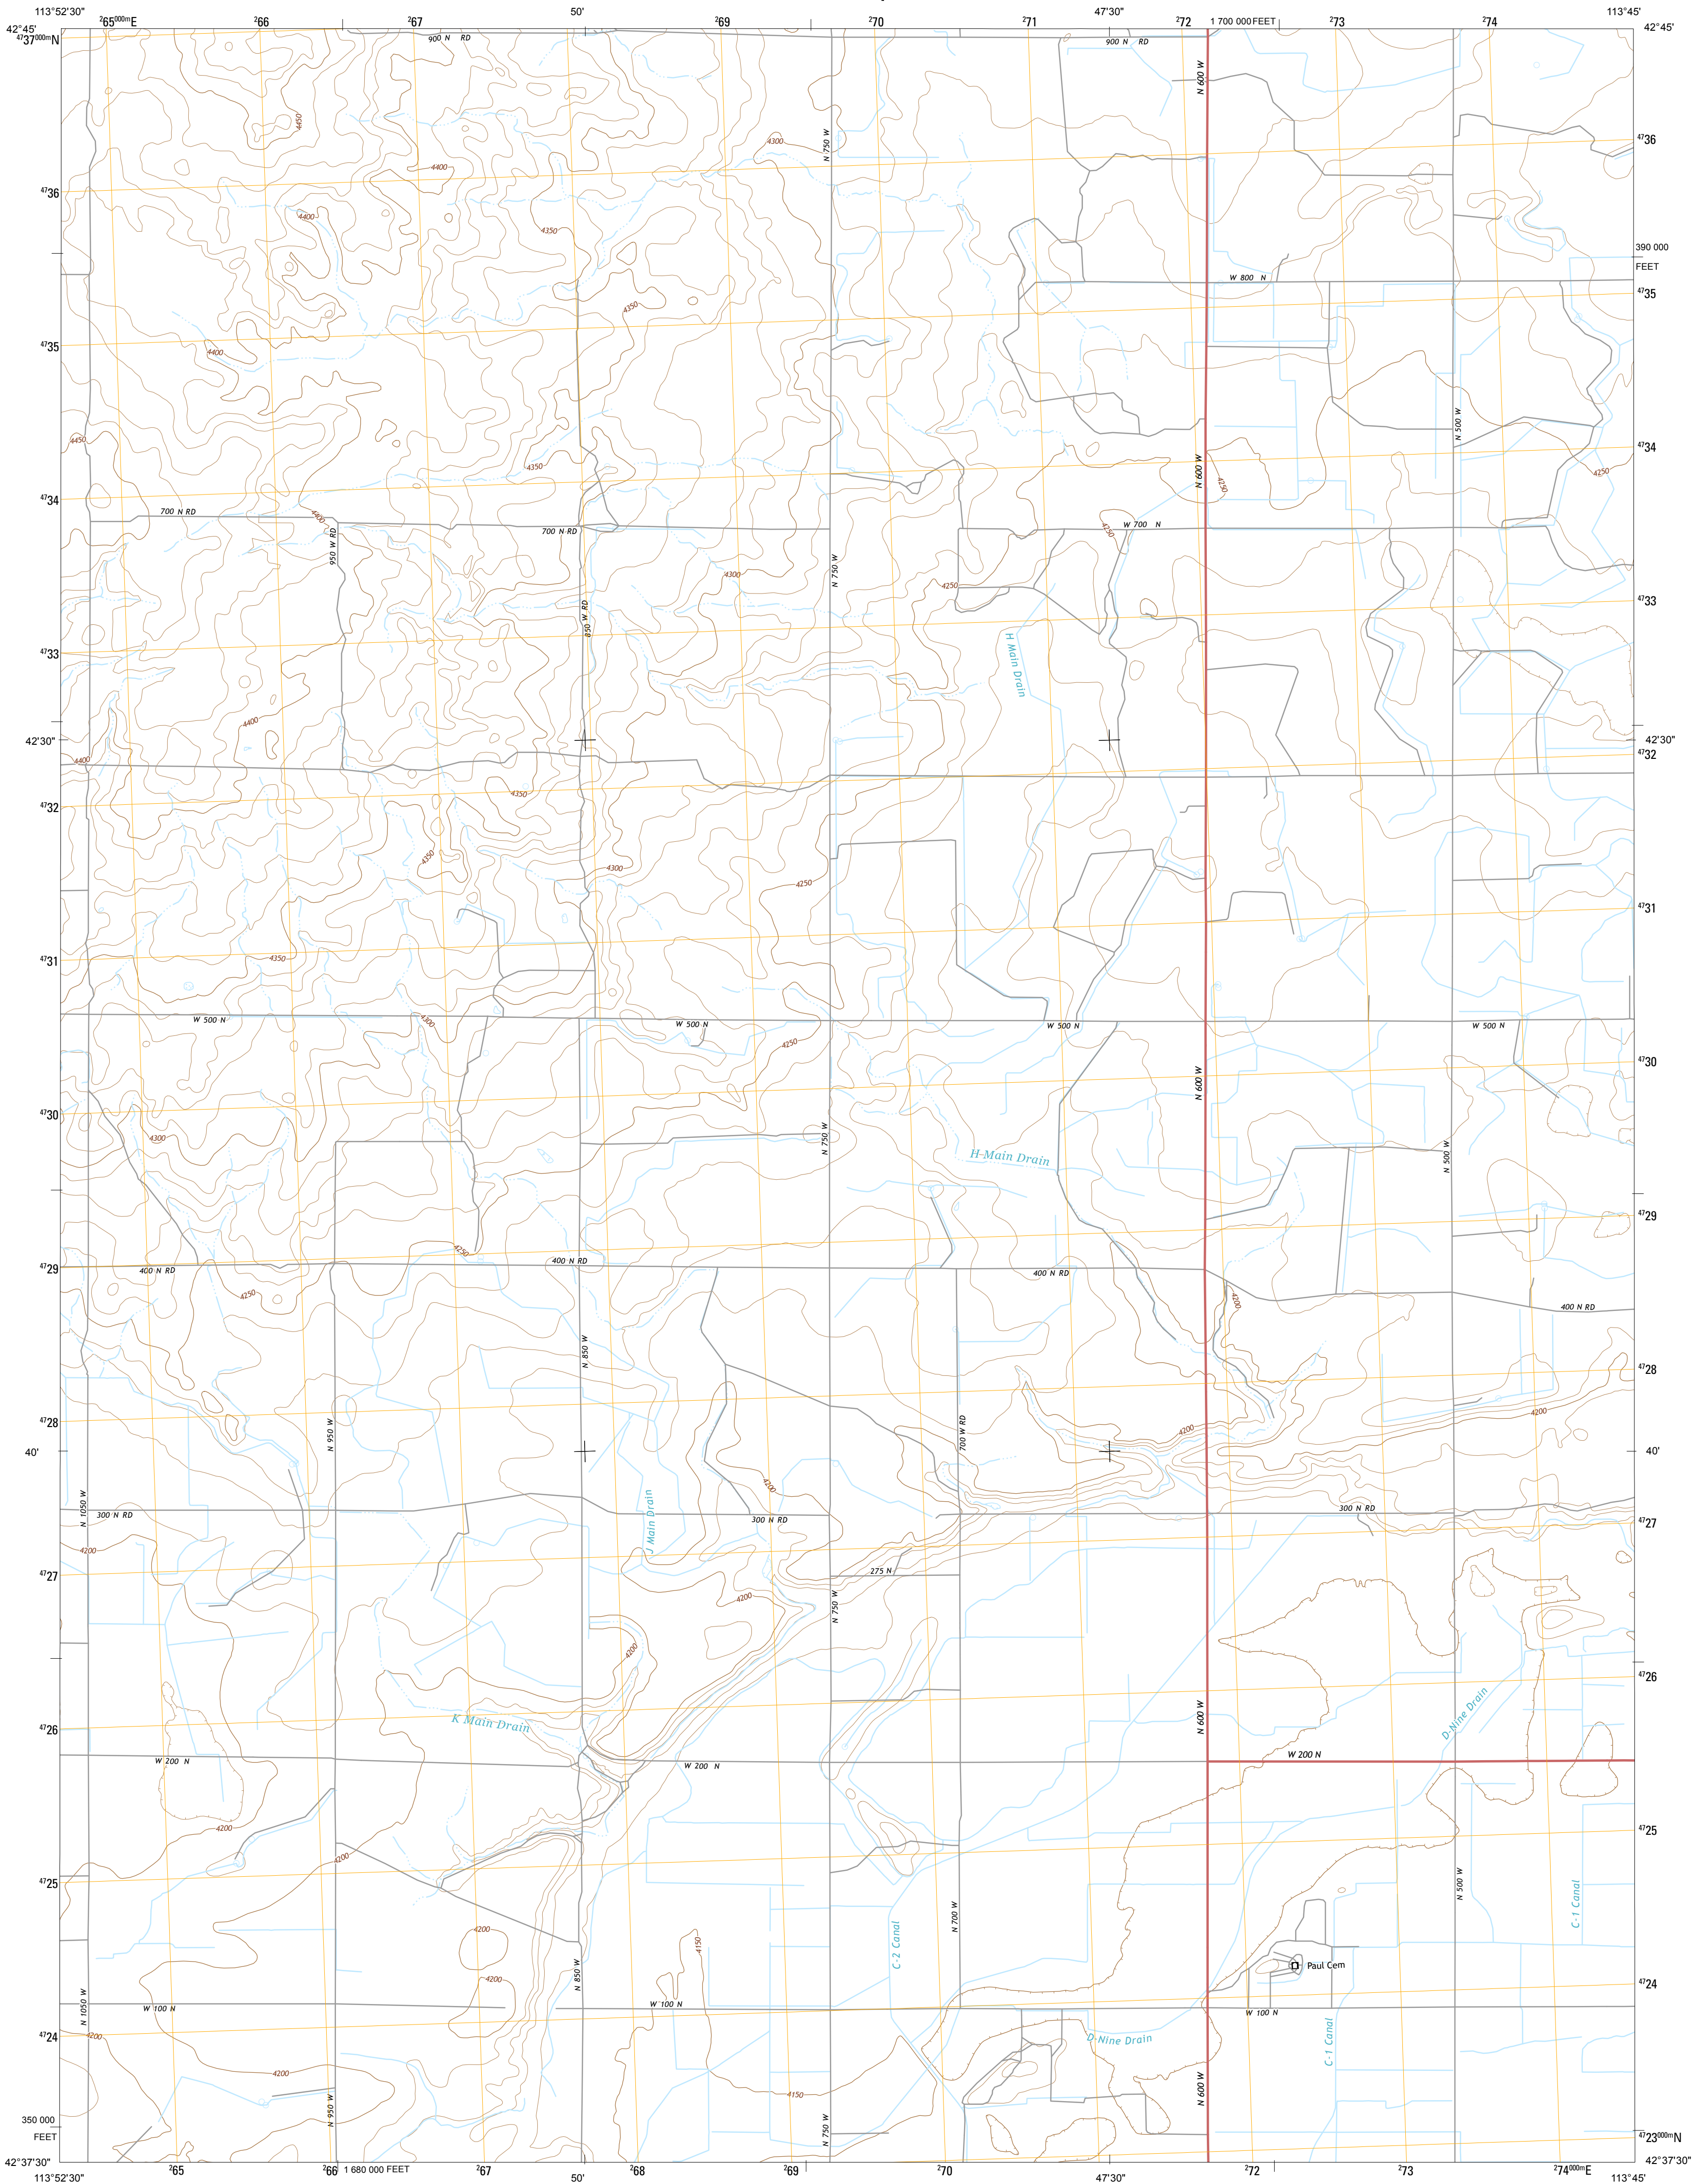 113°52'30"
²65⁰⁰⁰ᵐE
²66
²67
50'
²69
²70
²71
47'30"
²72
1 700 000 FEET
²73
²74
113°45'
42°45'
42°45'
⁴⁷37⁰⁰⁰ᵐN
900 N RD
900 N RD
N 600 W
4450
4300
N 750 W
⁴⁷36
4400
⁴⁷36
4400
4350
390 000
FEET
W 800 N
⁴⁷35
4350
⁴⁷35
4400
N 500 W
4450
⁴⁷34
4350
N 600 W
4250
4250
⁴⁷34
700 N RD
4400
700 N RD
950 W RD
4250
W 700 N
4300
N 750 W
4250
⁴⁷33
850 W RD
⁴⁷33
H Main Drain
4400
42'30"
42'30"
4400
⁴⁷32
4350
⁴⁷32
4350
4300
4250
⁴⁷31
4350
⁴⁷31
W 500 N
4300
W 500 N
W 500 N
W 500 N
4250
⁴⁷30
N 600 W
⁴⁷30
4300
N 750 W
N 500 W
H Main Drain
⁴⁷29
4250
400 N RD
400 N RD
400 N RD
⁴⁷29
4250
4200
400 N RD
N 850 W
⁴⁷28
4200
⁴⁷28
N 950 W
700 W RD
4200
40'
40'
4200
N 1050 W
300 N RD
J Main Drain
300 N RD
300 N RD
⁴⁷27
4200
⁴⁷27
275 N
4200
N 750 W
4200
⁴⁷26
D-Nine Drain
N 600 W
K Main Drain
⁴⁷26
W 200 N
W 200 N
W 200 N
4200
⁴⁷25
4200
⁴⁷25
N 500 W
C-1 Canal
N 700 W
4200
4150
C-2 Canal
Paul Cem
N 850 W
4200
⁴⁷24
N 1050 W
W 100 N
W 100 N
W 100 N
⁴⁷24
4200
D-Nine Drain
C-1 Canal
4200
4150
N 600 W
N 950 W
N 750 W
350 000
FEET
⁴⁷23⁰⁰⁰ᵐN
42°37'30"
42°37'30"
113°52'30"
²65
²66
1 680 000 FEET
²67
50'
²68
²69
²70
47'30"
²72
²73
²74⁰⁰⁰ᵐE
113°45'